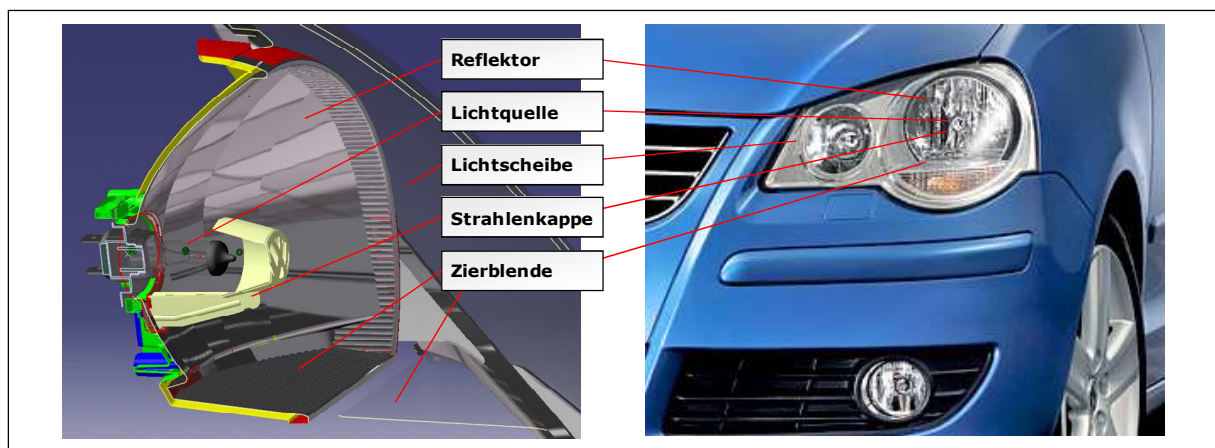 Reflektor
Lichtquelle
Lichtscheibe
Strahlenkappe
Zierblende